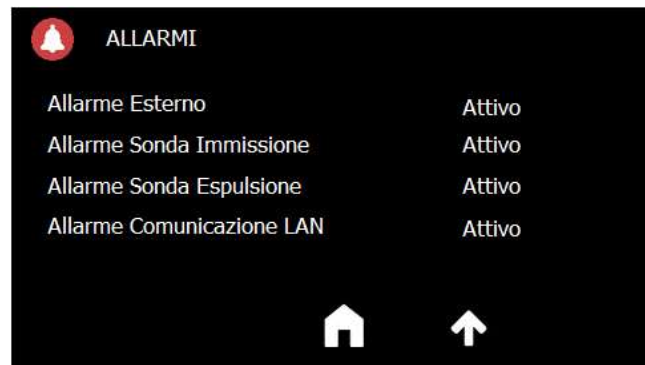 ALLARMI
Allarme Esterno Attivo
Allarme Sonda Immissione Attivo
Allarme Sonda Espulsione Attivo
Allarme Comunicazione LAN Attivo